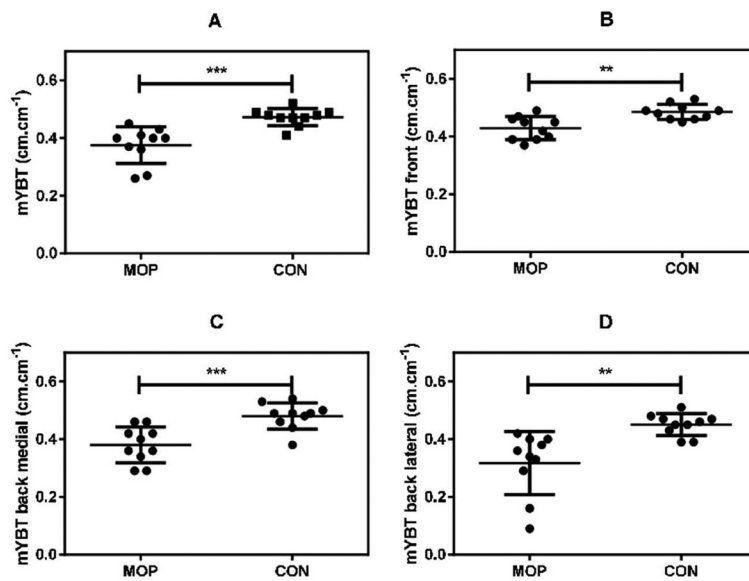 A
mYBT (cm.cm⁻¹)
0.6
0.4
0.2
0.0
***
MOP CON
B
mYBT front (cm.cm⁻¹)
0.6
0.4
0.2
0.0
**
MOP CON
C
mYBT back medial (cm.cm⁻¹)
0.6
0.4
0.2
0.0
***
MOP CON
D
mYBT back lateral (cm.cm⁻¹)
0.6
0.4
0.2
0.0
**
MOP CON